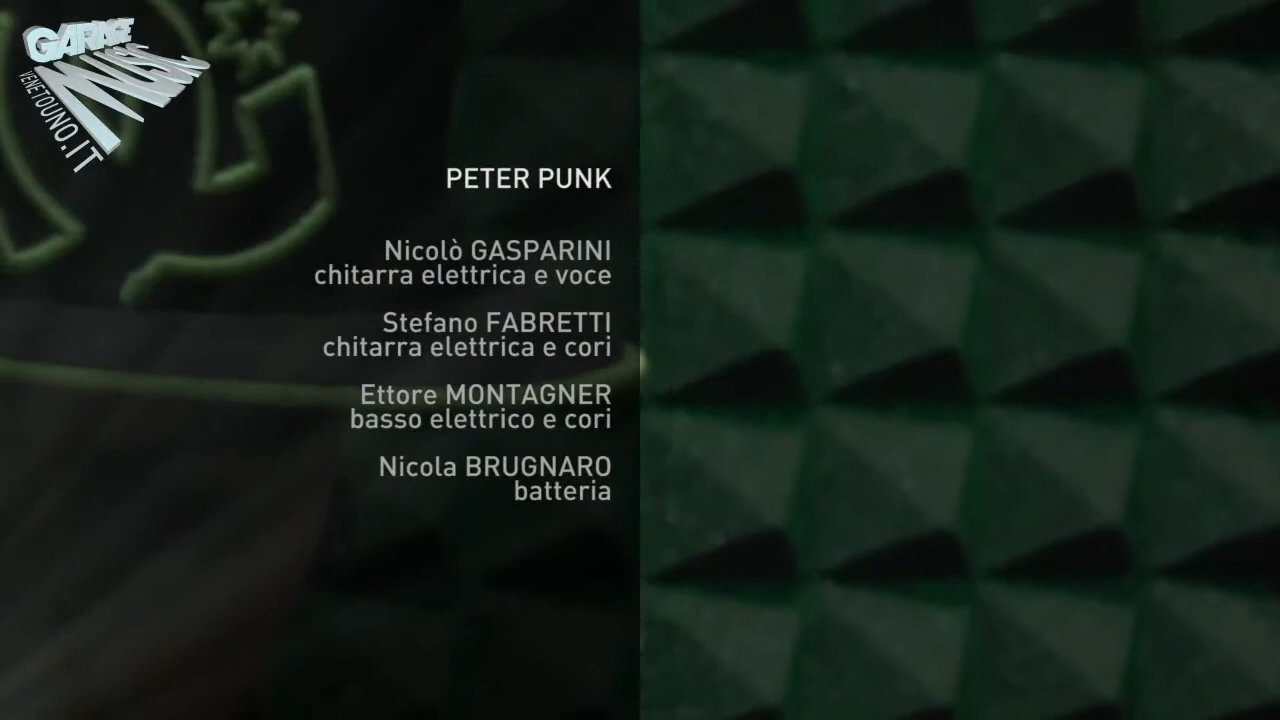 GARAGE
MUSIC
VENETOUNO.IT
PETER PUNK
Nicolò GASPARINI
chitarra elettrica e voce
Stefano FABRETTI
chitarra elettrica e cori
Ettore MONTAGNER
basso elettrico e cori
Nicola BRUGNARO
batteria